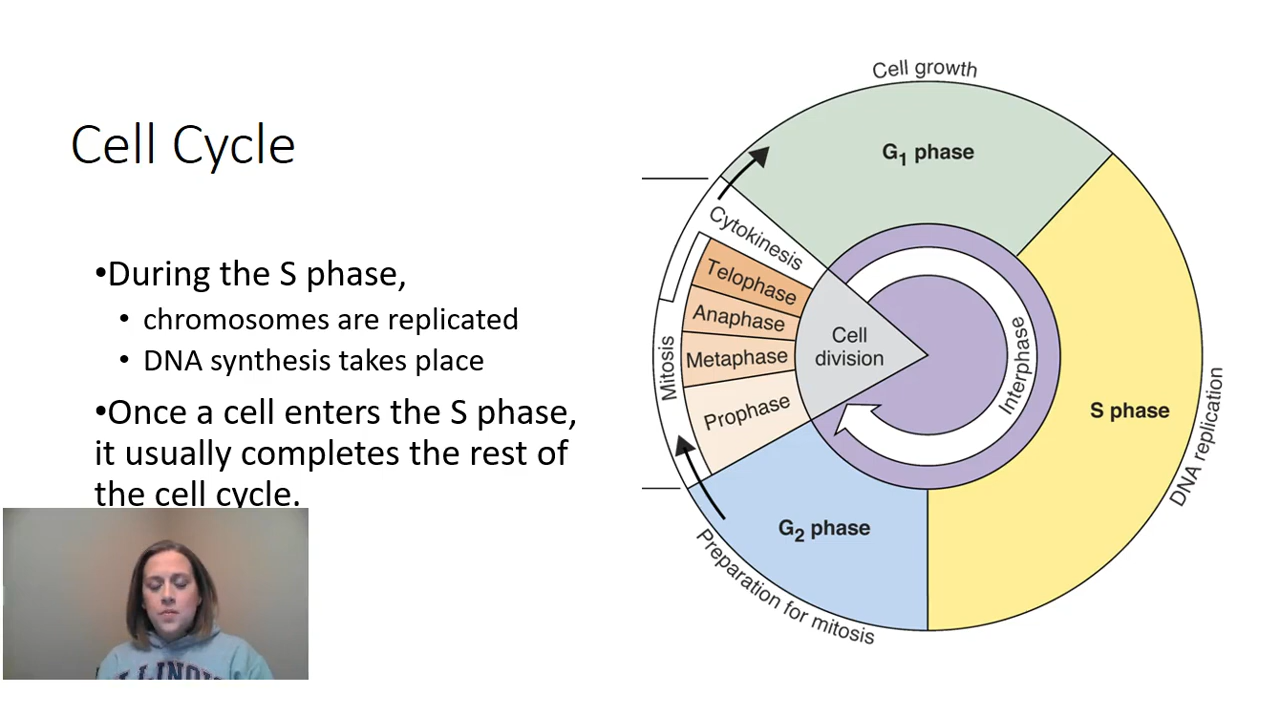 Cell Cycle
•During the S phase,
• chromosomes are replicated
• DNA synthesis takes place
•Once a cell enters the S phase,
it usually completes the rest of
the cell cycle.
Cell growth
G1 phase
Cytokinesis
Telophase
Anaphase
Metaphase
Prophase
Mitosis
Cell
division
Interphase
S phase
DNA replication
G2 phase
Preparation for mitosis